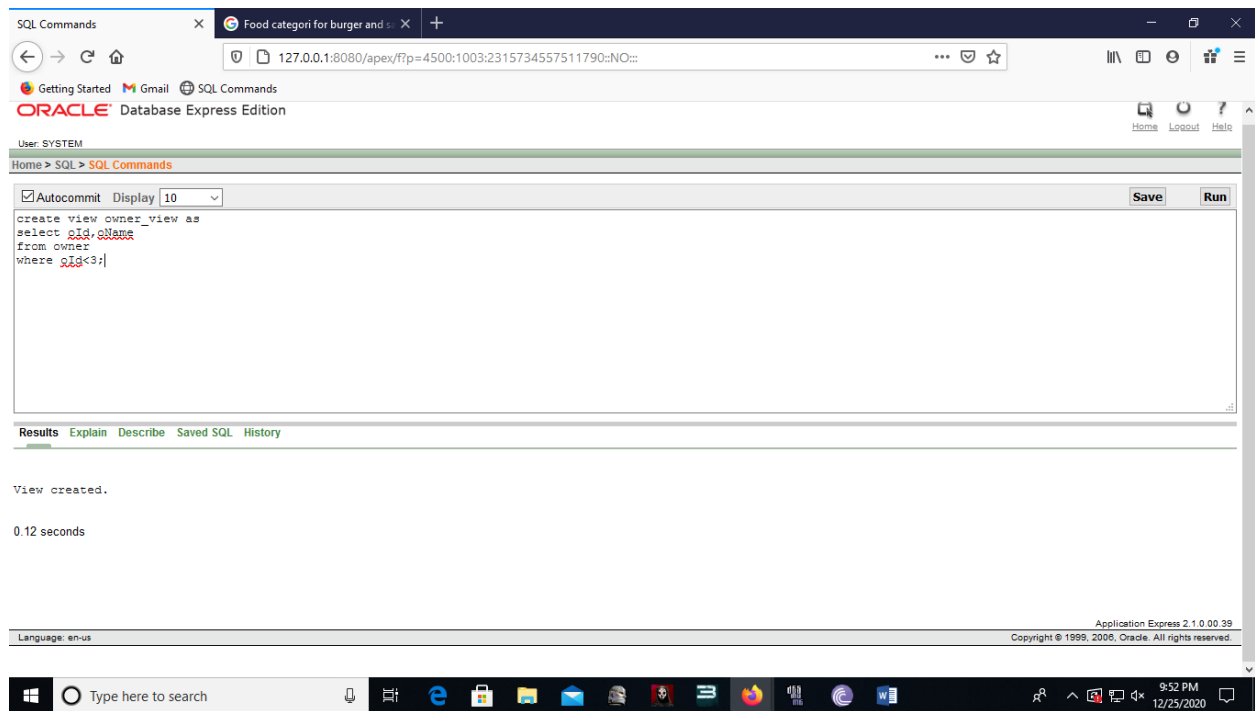 SQL Commands
Food categori for burger and s
127.0.0.1:8080/apex/f?p=4500:1003:2315734557511790::NO:::
Getting Started Gmail SQL Commands
ORACLE Database Express Edition
Home Logout Help
User: SYSTEM
Home > SQL > SQL Commands
Autocommit Display 10 Save Run
create view owner_view as
select oId,oName
from owner
where oId<3;
Results Explain Describe Saved SQL History
View created.
0.12 seconds
Application Express 2.1.0.00.39
Language: en-us Copyright © 1999, 2006, Oracle. All rights reserved.
Type here to search
9:52 PM
12/25/2020